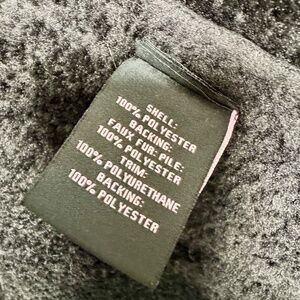 SHELL:
100% POLYESTER
BACKING:
FAUX FUR: PILE:
100% POLYESTER
TRIM:
100% POLYURETHANE
BACKING:
100% POLYESTER